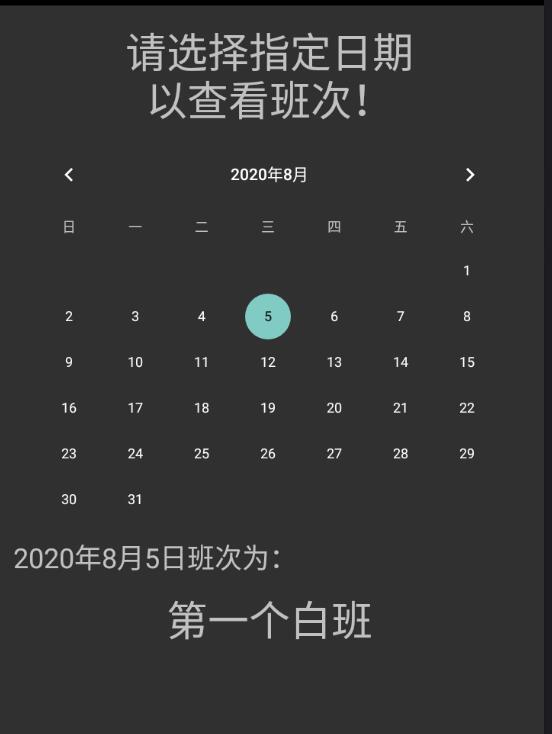 请选择指定日期
以查看班次！
2020年8月
日 一 二 三 四 五 六
1
2 3 4 5 6 7 8
9 10 11 12 13 14 15
16 17 18 19 20 21 22
23 24 25 26 27 28 29
30 31
2020年8月5日班次为：
第一个白班